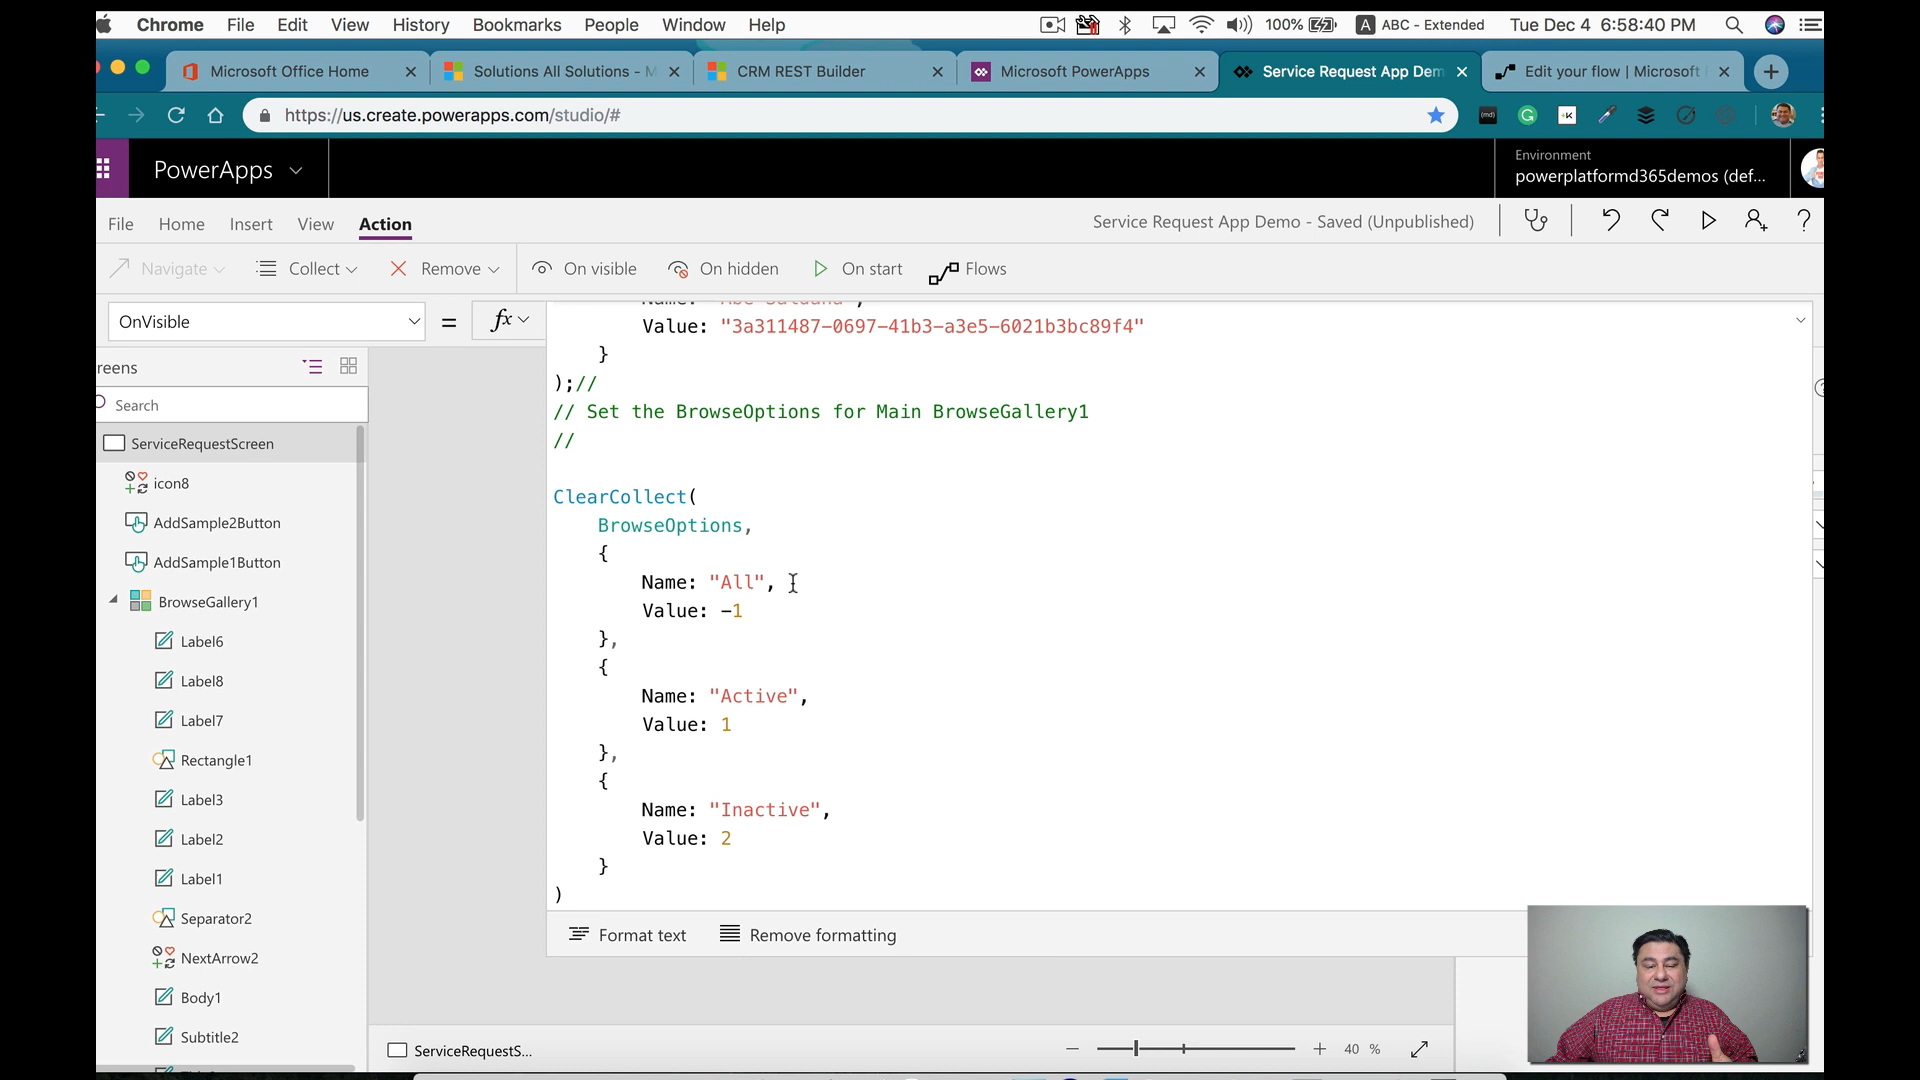 Chrome File Edit View History Bookmarks People Window Help 100% A ABC - Extended Tue Dec 4 6:58:40 PM
Microsoft Office Home Solutions All Solutions - M CRM REST Builder Microsoft PowerApps Service Request App Dem Edit your flow | Microsoft
https://us.create.powerapps.com/studio/#
PowerApps
Environment
powerplatformd365demos (def...
File Home Insert View Action
Service Request App Demo - Saved (Unpublished)
Navigate Collect Remove On visible On hidden On start Flows
OnVisible = fx
Value: "3a311487-0697-41b3-a3e5-6021b3bc89f4"
}
);//
// Set the BrowseOptions for Main BrowseGallery1
//
ClearCollect(
BrowseOptions,
{
Name: "All",
Value: -1
},
{
Name: "Active",
Value: 1
},
{
Name: "Inactive",
Value: 2
}
)
Format text Remove formatting
reens
Search
ServiceRequestScreen
icon8
AddSample2Button
AddSample1Button
BrowseGallery1
Label6
Label8
Label7
Rectangle1
Label3
Label2
Label1
Separator2
NextArrow2
Body1
Subtitle2
ServiceRequestS...
40 %